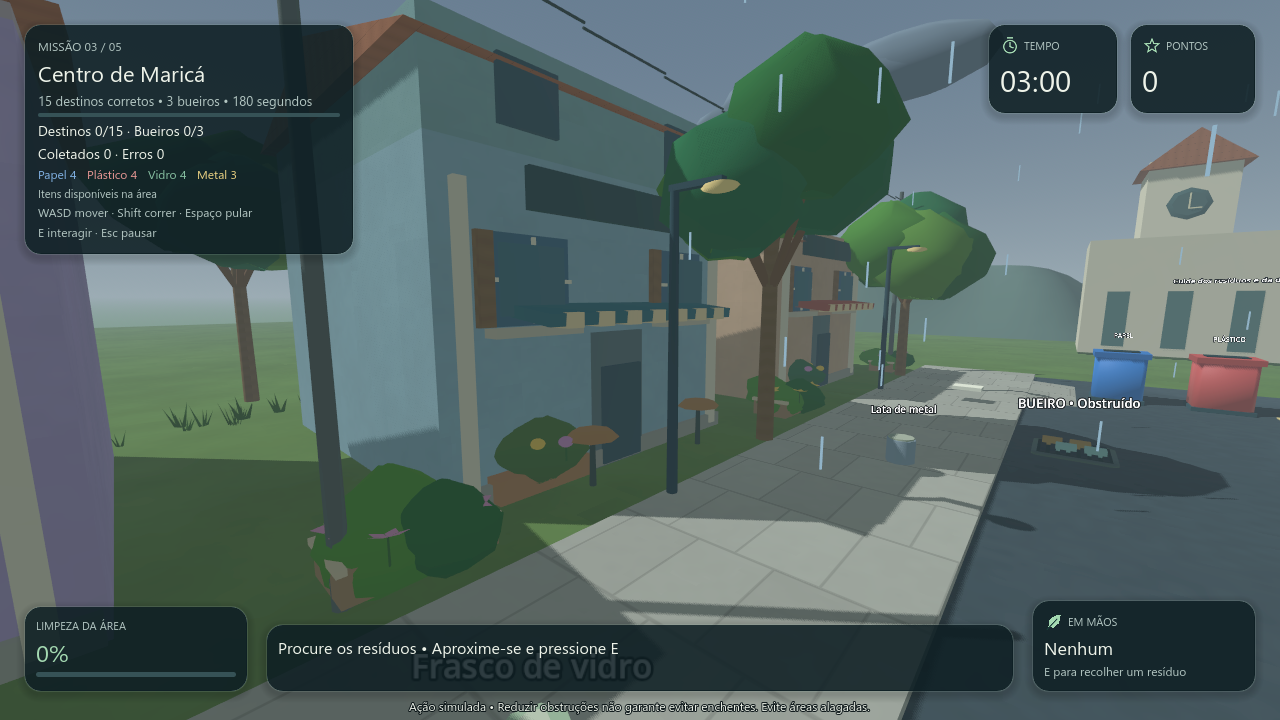 MISSÃO 03 / 05
Centro de Maricá
15 destinos corretos • 3 bueiros • 180 segundos
Destinos 0/15 · Bueiros 0/3
Coletados 0 · Erros 0
Papel 4 Plástico 4 Vidro 4 Metal 3
Itens disponíveis na área
WASD mover · Shift correr · Espaço pular
E interagir · Esc pausar
TEMPO
03:00
PONTOS
0
PAPEL
PLÁSTICO
Lata de metal
BUEIRO • Obstruído
LIMPEZA DA ÁREA
0%
Procure os resíduos • Aproxime-se e pressione E
Frasco de vidro
EM MÃOS
Nenhum
E para recolher um resíduo
Ação simulada • Reduzir obstruções não garante evitar enchentes. Evite áreas alagadas.